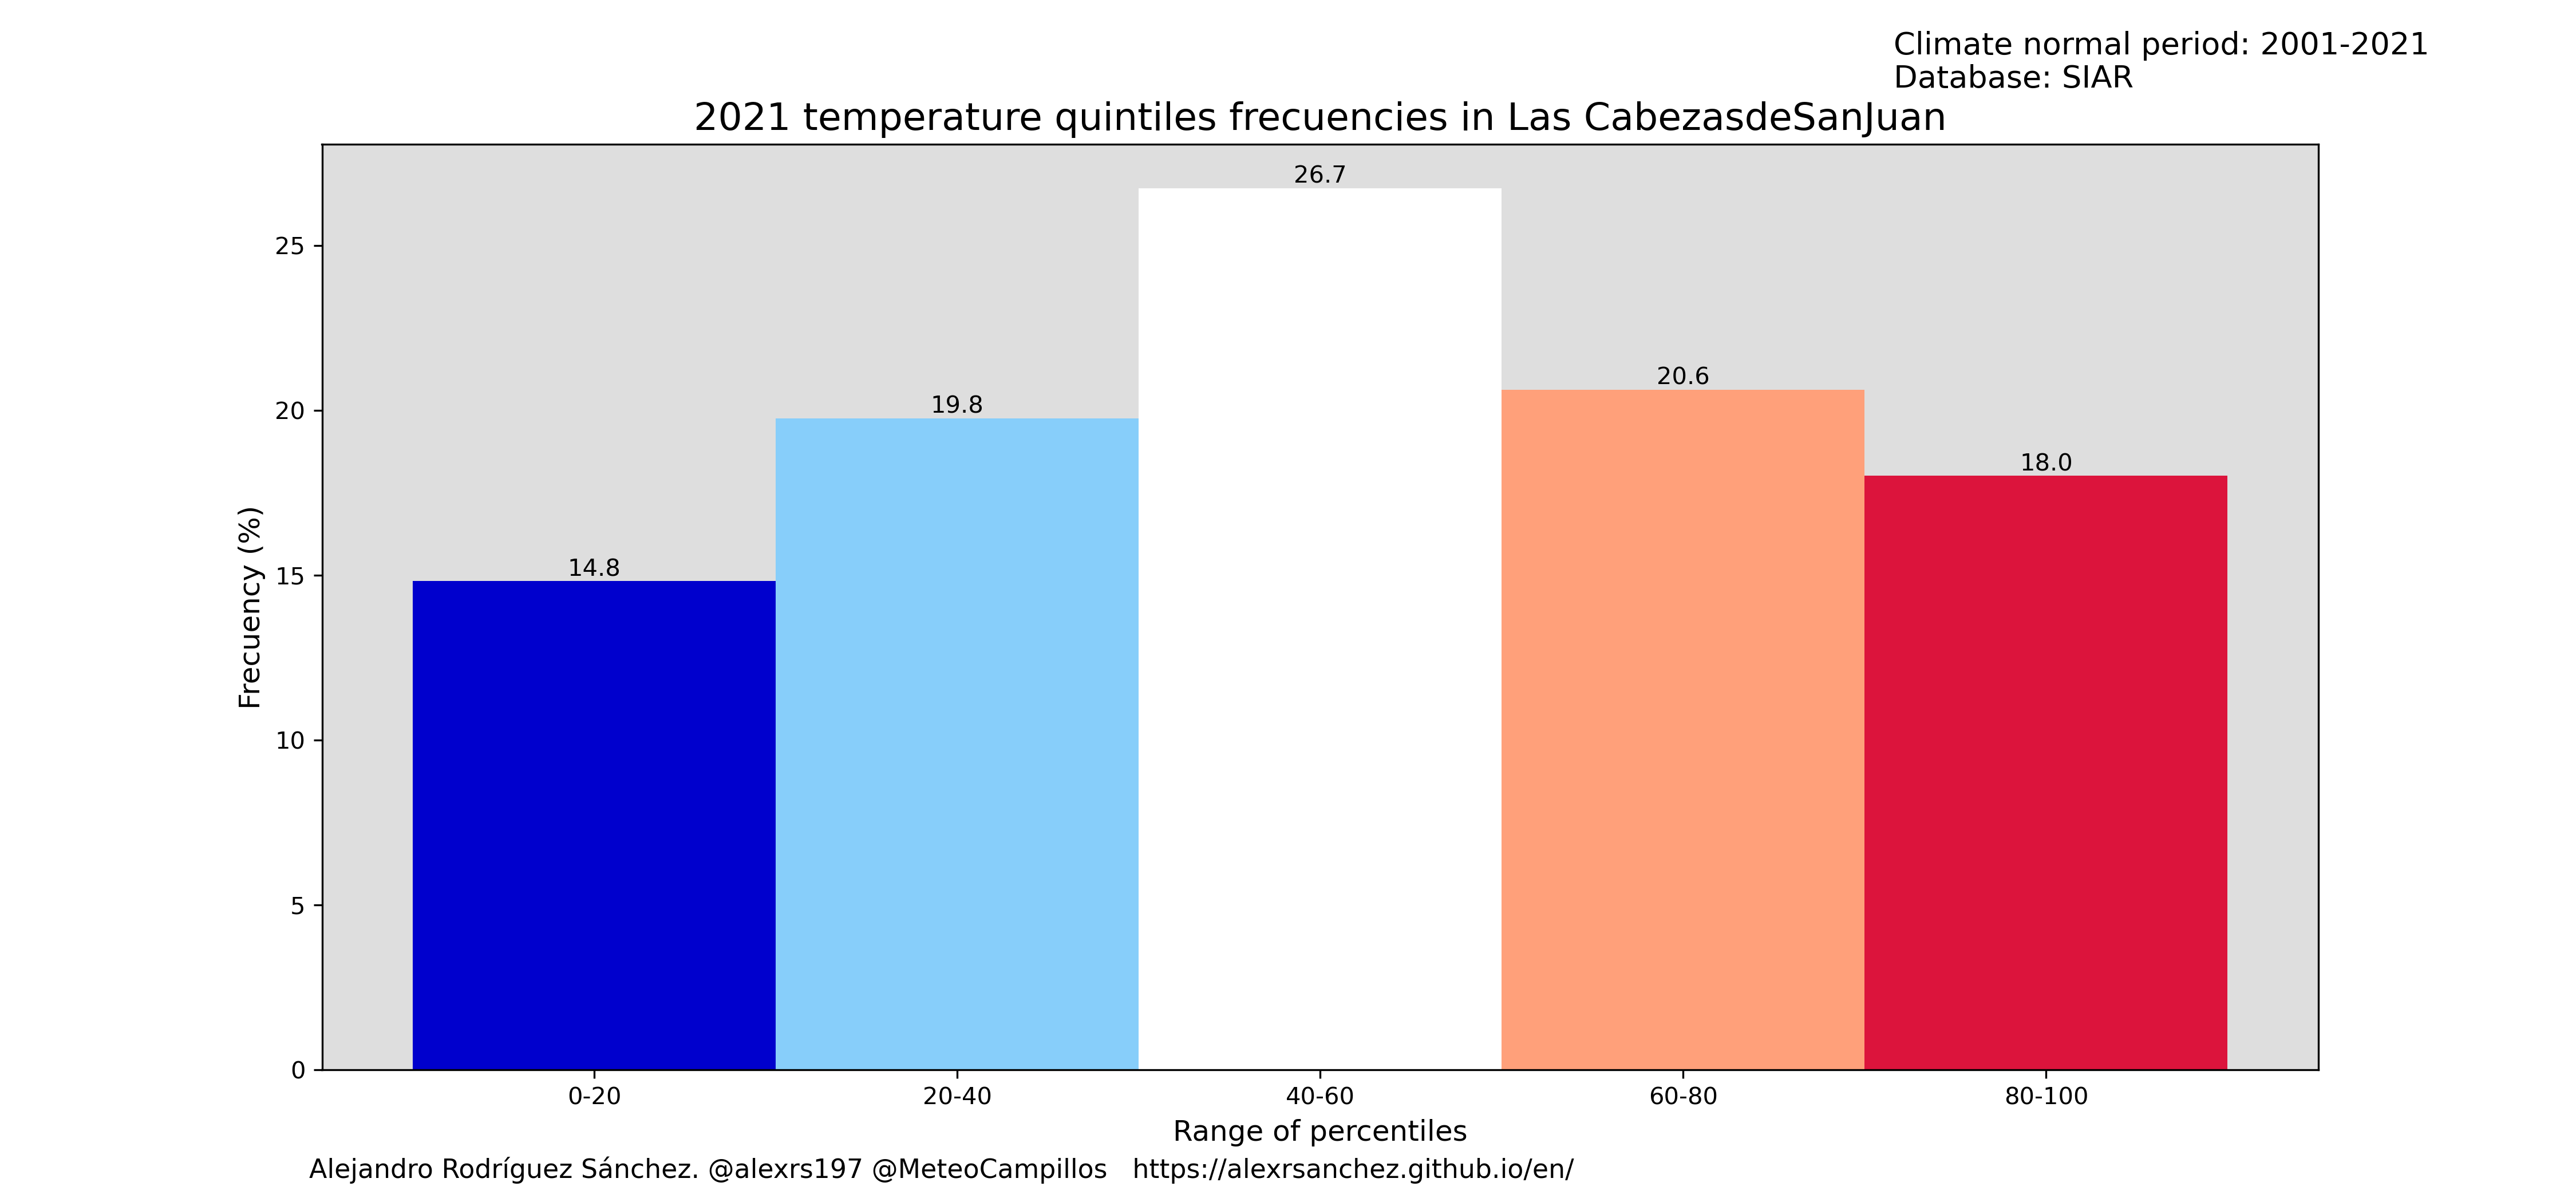 Climate normal period: 2001-2021
Database: SIAR
2021 temperature quintiles frecuencies in Las CabezasdeSanJuan
26.7
25
20.6
20
19.8
18.0
14.8
15
10
5
0
Frecuency (%)
0-20
20-40
40-60
60-80
80-100
Range of percentiles
Alejandro Rodríguez Sánchez. @alexrs197 @MeteoCampillos https://alexrsanchez.github.io/en/